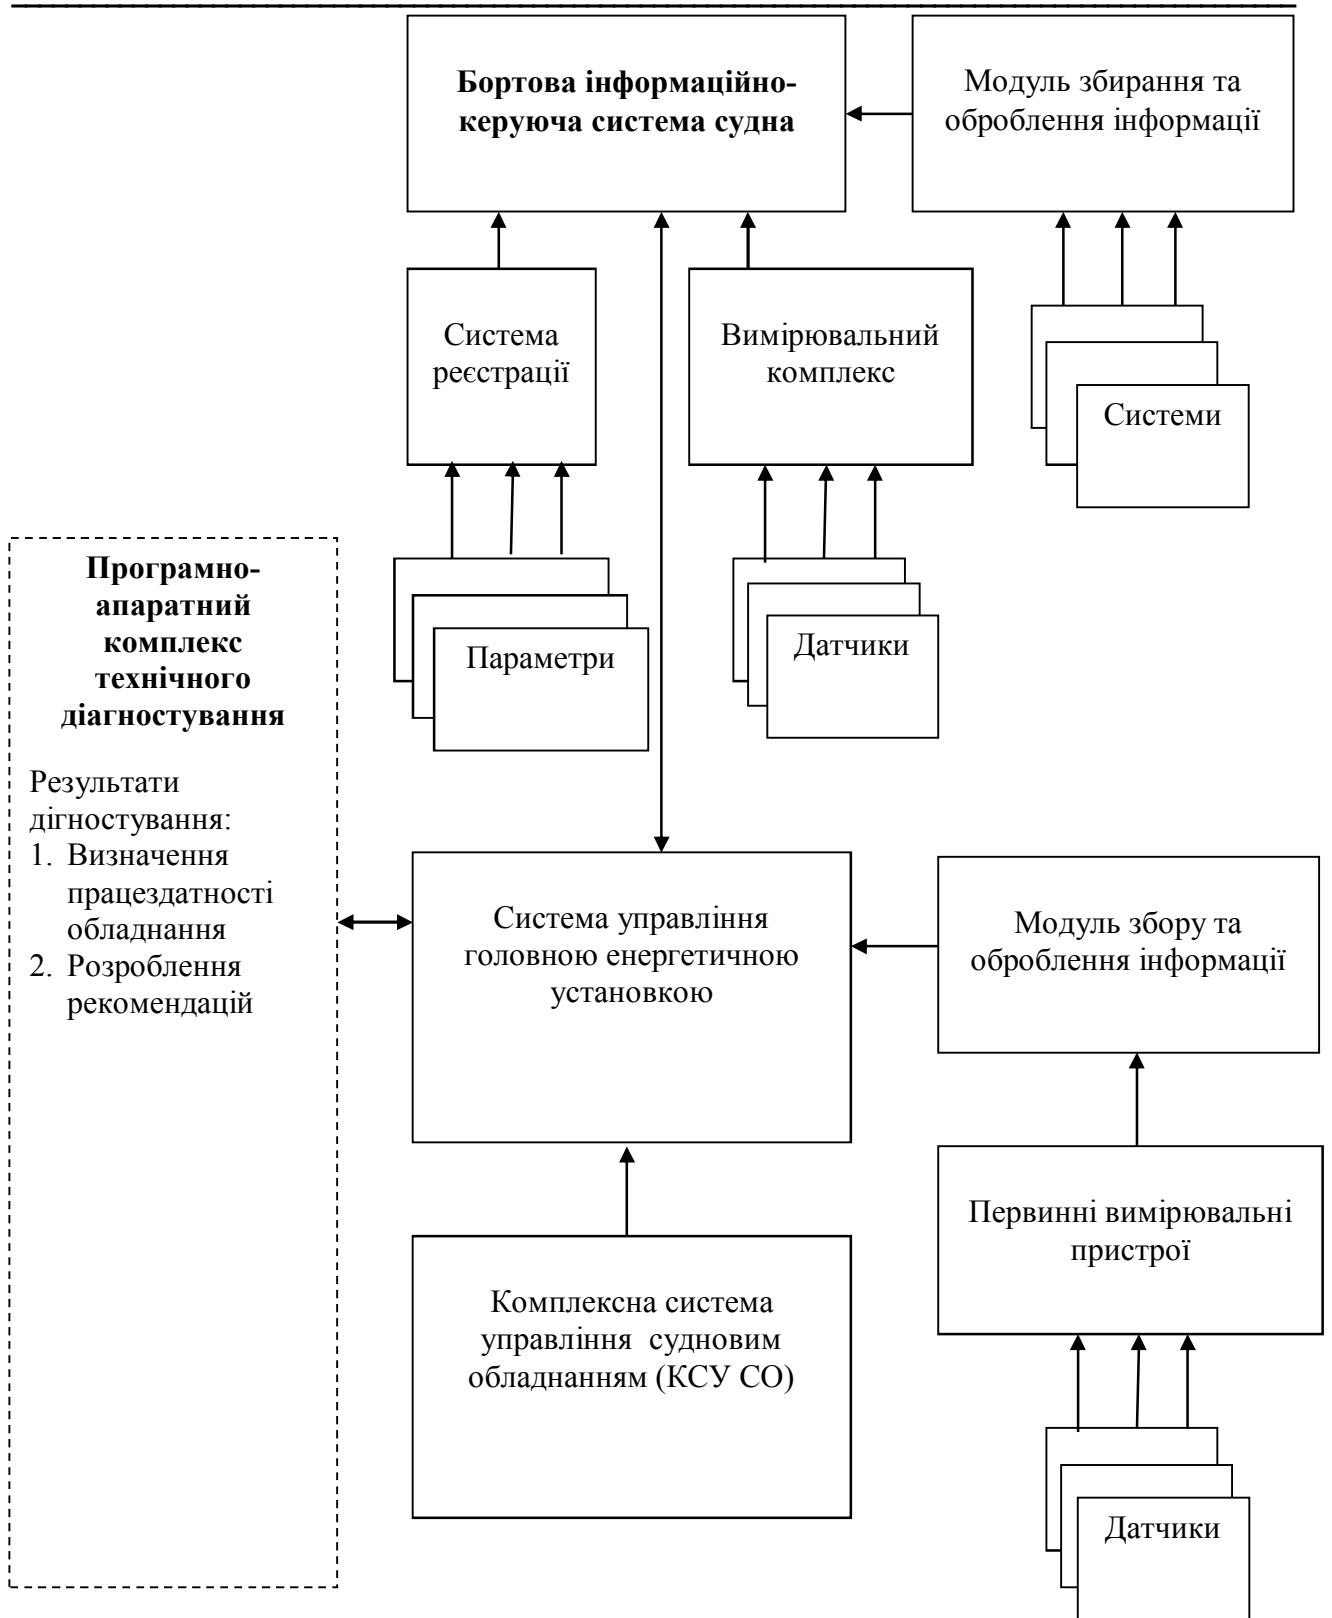 Бортова інформаційно-
керуюча система судна
Модуль збирання та
оброблення інформації
Система
реєстрації
Вимірювальний
комплекс
Системи
Програмно-
апаратний
комплекс
технічного
діагностування
Результати
дігностування:
1. Визначення
працездатності
обладнання
2. Розроблення
рекомендацій
Параметри
Датчики
Система управління
головною енергетичною
установкою
Модуль збору та
оброблення інформації
Первинні вимірювальні
пристрої
Комплексна система
управління судновим
обладнанням (КСУ СО)
Датчики